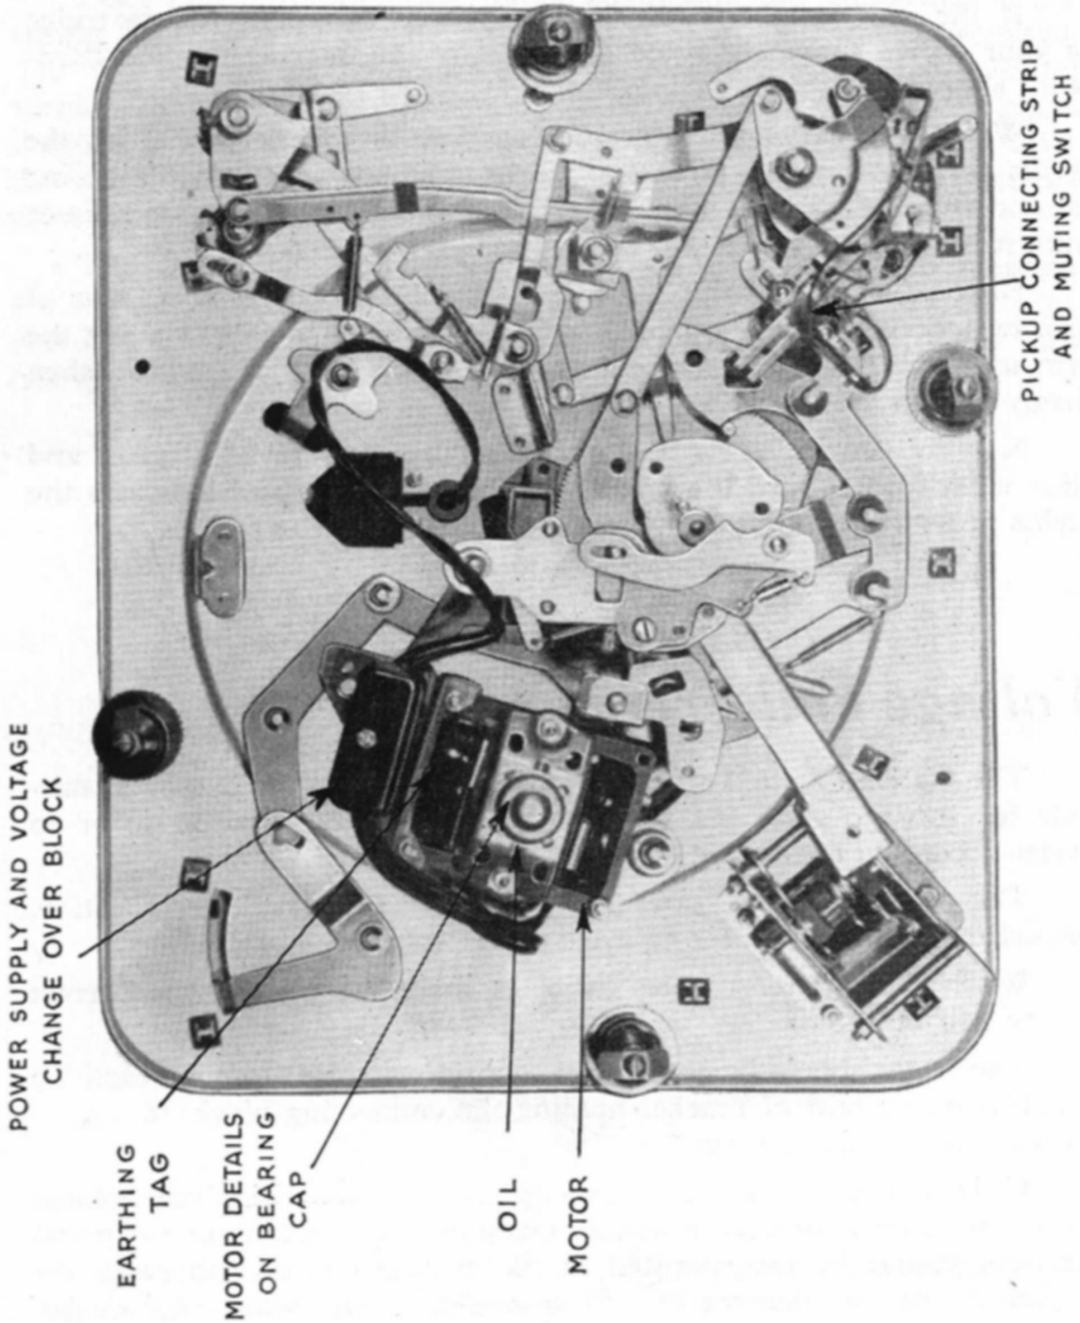 POWER SUPPLY AND VOLTAGE
CHANGE OVER BLOCK
EARTHING
TAG
MOTOR DETAILS
ON BEARING
CAP
OIL
MOTOR
PICKUP CONNECTING STRIP
AND MUTING SWITCH